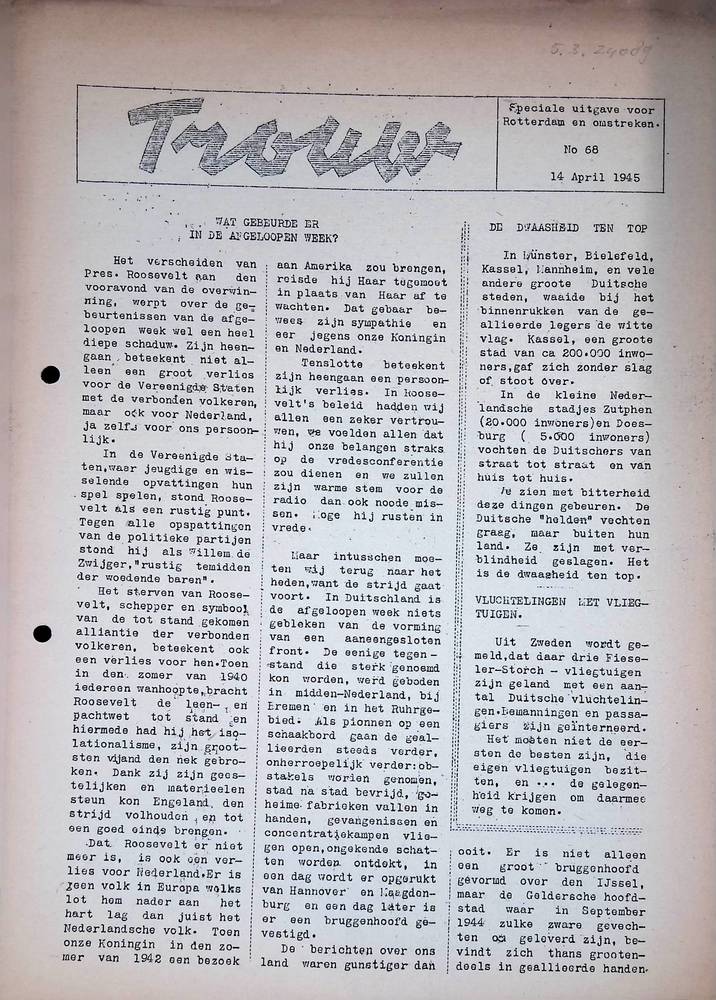 5.3. 24089
Trouw
Speciale uitgave voor
Rotterdam en omstreken.
No 68
14 April 1945
WAT GEBEURDE ER
IN DE AFGELOOPEN WEEK?
Het verscheiden van
Pres. Roosevelt aan den
vooravond van de overwin-
ning, werpt over de ge-
beurtenissen van de afge-
loopen week wel een heel
diepe schaduw. Zijn heen-
gaan beteekent niet al-
leen een groot verlies
voor de Vereenigde Staten
met de verbonden volkeren,
maar ook voor Nederland,
ja zelfs voor ons persoon-
lijk.
In de Vereenigde Sta-
ten,waar jeugdige en wis-
selende opvattingen hun
spel spelen, stond Roose-
velt als een rustig punt.
Tegen alle opspattingen
van de politieke partijen
stond hij als Willem de
Zwijger,"rustig temidden
der woedende baren".
Het sterven van Roose-
velt, schepper en symbool
van de tot stand gekomen
alliantie der verbonden
volkeren, beteekent ook
een verlies voor hen.Toen
in den zomer van 1940
iedereen wanhoopte,bracht
Roosevelt de leen- en
pachtwet tot stand en
hiermede had hij het iso-
lationalisme, zijn groot-
sten vijand den nek gebro-
ken. Dank zij zijn gees-
telijken en materieelen
steun kon Engeland den
strijd volhouden en tot
een goed einde brengen.
Dat Roosevelt er niet
meer is, is ook een ver-
lies voor Nederland.Er is
geen volk in Europa welks
lot hem nader aan het
hart lag dan juist het
Nederlandsche volk. Toen
onze Koningin in den zo-
mer van 1942 een bezoek
aan Amerika zou brengen,
reisde hij Haar tegemoet
in plaats van Haar af te
wachten. Dat gebaar be-
wees zijn sympathie en
eer jegens onze Koningin
en Nederland.
Tenslotte beteekent
zijn heengaan een persoon-
lijk verlies. In Roose-
velt's beleid hadden wij
allen een zeker vertrou-
wen, we voelden allen dat
hij onze belangen straks
op de vredesconferentie
zou dienen en we zullen
zijn warme stem voor de
radio dan ook noode mis-
sen. Moge hij rusten in
vrede.
Maar intusschen moe-
ten wij terug naar het
heden,want de strijd gaat
voort. In Duitschland is
de afgeloopen week niets
gebleken van de vorming
van een aaneengesloten
front. De eenige tegen-
stand die sterk genoemd
kon worden, werd geboden
in midden-Nederland, bij
Bremen en in het Ruhrge-
bied. Als pionnen op een
schaakbord gaan de geal-
lieerden steeds verder,
onherroepelijk verder:ob-
stakels worden genomen,
stad na stad bevrijd, ge-
heime fabrieken vallen in
handen, gevangenissen en
concentratiekampen vlie-
gen open,ongekende schat-
ten worden ontdekt, in
een dag wordt er opgerukt
van Hannover en Maagden-
burg en een dag later is
er een bruggenhoofd ge-
vestigd.
De berichten over ons
land waren gunstiger dan
DE DWAASHEID TEN TOP
In Münster, Bielefeld,
Kassel, Mannheim, en vele
andere groote Duitsche
steden, waaide bij het
binnenrukken van de ge-
allieerde legers de witte
vlag. Kassel, een groote
stad van ca 200.000 inwo-
ners,gaf zich zonder slag
of stoot over.
In de kleine Neder-
landsche stadjes Zutphen
(20.000 inwoners)en Does-
burg ( 5.000 inwoners)
vochten de Duitschers van
straat tot straat en van
huis tot huis.
We zien met bitterheid
deze dingen gebeuren. De
Duitsche "helden" vechten
graag, maar buiten hun
land. Ze zijn met ver-
blindheid geslagen. Het
is de dwaasheid ten top.
VLUCHTELINGEN MET VLIEG-
TUIGEN.
Uit Zweden wordt ge-
meld,dat daar drie Fiese-
ler-Storch - vliegtuigen
zijn geland met een aan-
tal Duitsche vluchtelin-
gen.Bemanningen en passa-
giers zijn geïnterneerd.
Het moeten niet de eer-
sten de besten zijn, die
eigen vliegtuigen bezit-
ten, en ... de gelegen-
heid krijgen om daarmee
weg te komen.
ooit. Er is niet alleen
een groot bruggenhoofd
gevormd over den IJssel,
maar de Geldersche hoofd-
stad waar in September
1944 zulke zware gevech-
ten om geleverd zijn, be-
vindt zich thans grooten-
deels in geallieerde handen.